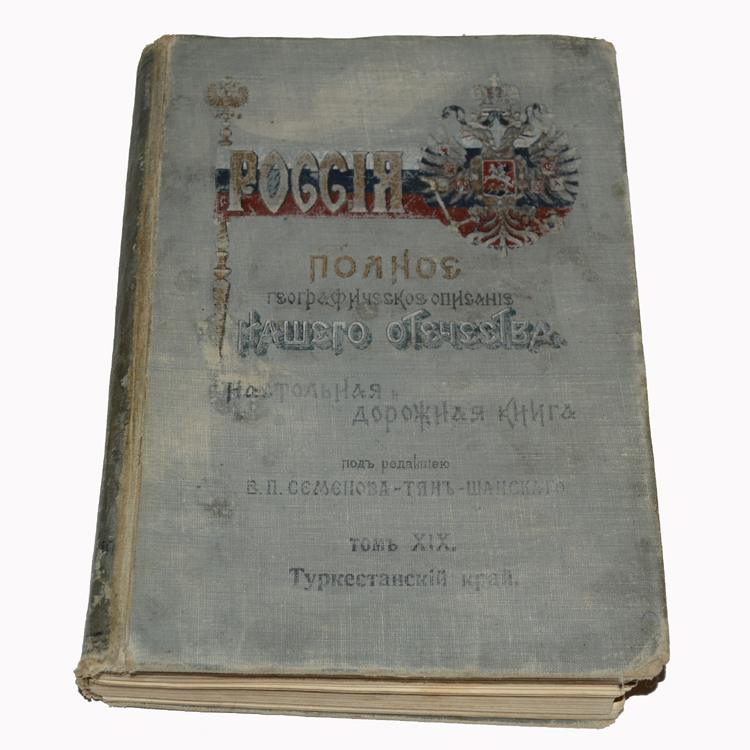 РОССІЯ
ПОЛНОЕ
ГЕОГРАФИЧЕСКОЕ ОПИСАНІЕ
НАШЕГО ОТЕЧЕСТВА.
НАСТОЛЬНАЯ и
ДОРОЖНАЯ КНИГА
подъ редакціею
В.П. СЕМЕНОВА-ТЯНЪ-ШАНСКАГО
томъ XIX.
Туркестанскій край.